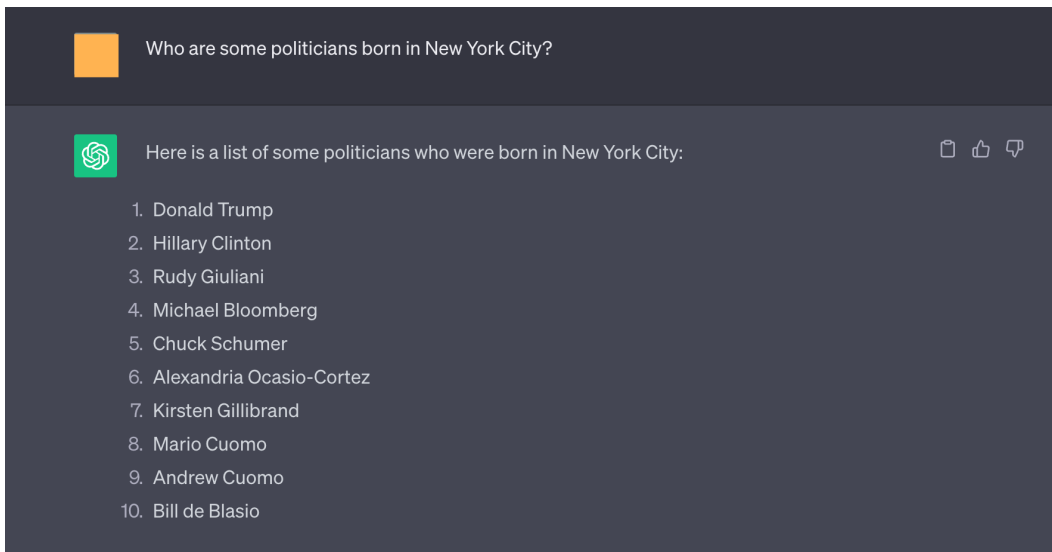 Who are some politicians born in New York City?
Here is a list of some politicians who were born in New York City:
1. Donald Trump
2. Hillary Clinton
3. Rudy Giuliani
4. Michael Bloomberg
5. Chuck Schumer
6. Alexandria Ocasio-Cortez
7. Kirsten Gillibrand
8. Mario Cuomo
9. Andrew Cuomo
10. Bill de Blasio